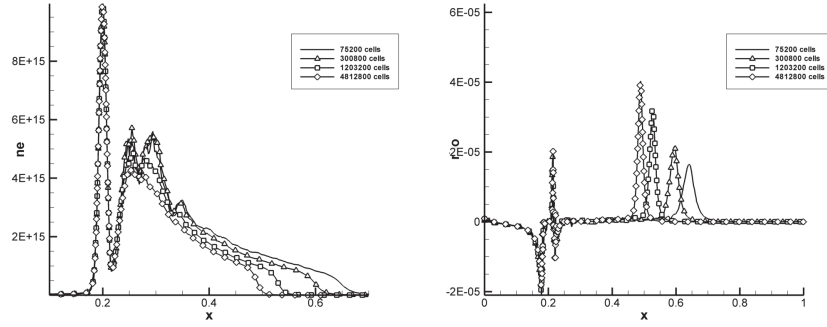 8E+15
6E+15
4E+15
2E+15
ne
0.2
0.4
0.6
x
75200 cells
300800 cells
1203200 cells
4812800 cells
6E-05
4E-05
2E-05
0
-2E-05
0
0.2
0.4
0.6
0.8
1
x
75200 cells
300800 cells
1203200 cells
4812800 cells